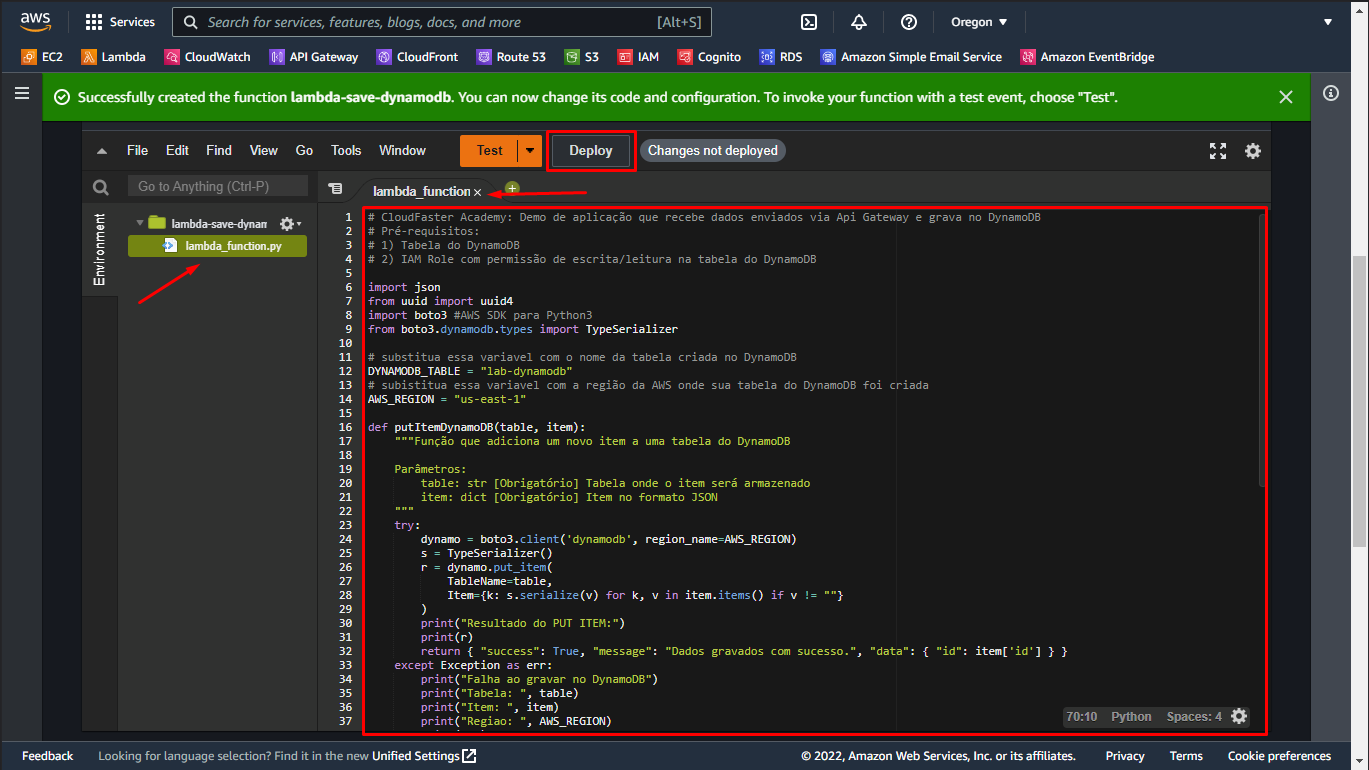 aws Services Search for services, features, blogs, docs, and more [Alt+S] Oregon
EC2 Lambda CloudWatch API Gateway CloudFront Route 53 S3 IAM Cognito RDS Amazon Simple Email Service Amazon EventBridge
Successfully created the function lambda-save-dynamodb. You can now change its code and configuration. To invoke your function with a test event, choose "Test".
File Edit Find View Go Tools Window Test Deploy Changes not deployed
Go to Anything (Ctrl-P)
lambda_function
Environment
lambda-save-dynam
lambda_function.py
1 # CloudFaster Academy: Demo de aplicação que recebe dados enviados via Api Gateway e grava no DynamoDB
2 # Pré-requisitos:
3 # 1) Tabela do DynamoDB
4 # 2) IAM Role com permissão de escrita/leitura na tabela do DynamoDB
5
6 import json
7 from uuid import uuid4
8 import boto3 #AWS SDK para Python3
9 from boto3.dynamodb.types import TypeSerializer
10
11 # substitua essa variavel com o nome da tabela criada no DynamoDB
12 DYNAMODB_TABLE = "lab-dynamodb"
13 # subistitua essa variavel com a região da AWS onde sua tabela do DynamoDB foi criada
14 AWS_REGION = "us-east-1"
15
16 def putItemDynamoDB(table, item):
17     """Função que adiciona um novo item a uma tabela do DynamoDB
18
19     Parâmetros:
20         table: str [Obrigatório] Tabela onde o item será armazenado
21         item: dict [Obrigatório] Item no formato JSON
22     """
23     try:
24         dynamo = boto3.client('dynamodb', region_name=AWS_REGION)
25         s = TypeSerializer()
26         r = dynamo.put_item(
27             TableName=table,
28             Item={k: s.serialize(v) for k, v in item.items() if v != ""}
29         )
30         print("Resultado do PUT ITEM:")
31         print(r)
32         return { "success": True, "message": "Dados gravados com sucesso.", "data": { "id": item['id'] } }
33     except Exception as err:
34         print("Falha ao gravar no DynamoDB")
35         print("Tabela: ", table)
36         print("Item: ", item)
37         print("Regiao: ", AWS_REGION)
70:10 Python Spaces: 4
Feedback Looking for language selection? Find it in the new Unified Settings © 2022, Amazon Web Services, Inc. or its affiliates. Privacy Terms Cookie preferences